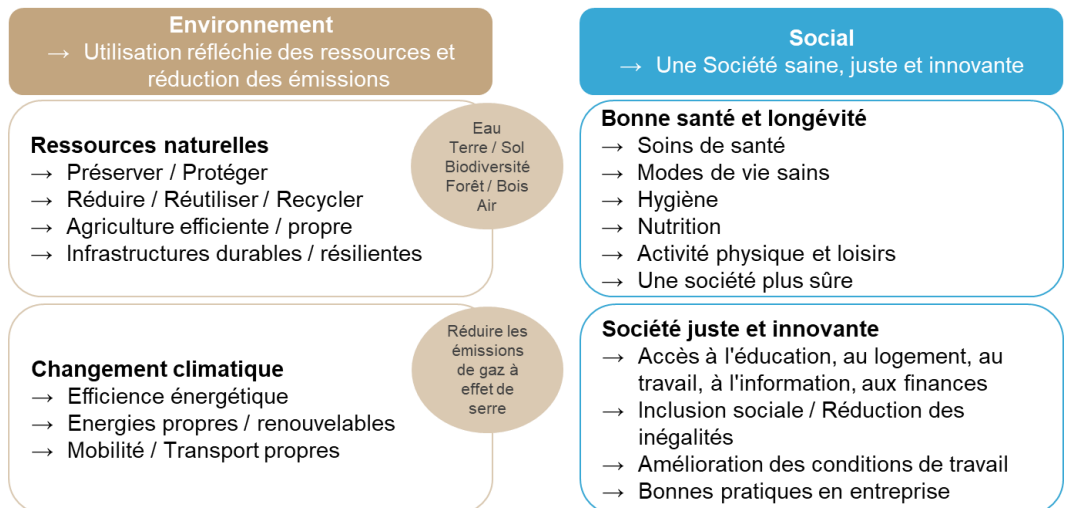 Environnement
→ Utilisation réfléchie des ressources et
réduction des émissions
Ressources naturelles
→ Préserver / Protéger
→ Réduire / Réutiliser / Recycler
→ Agriculture efficiente / propre
→ Infrastructures durables / résilientes
Eau
Terre / Sol
Biodiversité
Forêt / Bois
Air
Changement climatique
→ Efficience énergétique
→ Energies propres / renouvelables
→ Mobilité / Transport propres
Réduire les
émissions
de gaz à
effet de
serre
Social
→ Une Société saine, juste et innovante
Bonne santé et longévité
→ Soins de santé
→ Modes de vie sains
→ Hygiène
→ Nutrition
→ Activité physique et loisirs
→ Une société plus sûre
Société juste et innovante
→ Accès à l'éducation, au logement, au
travail, à l'information, aux finances
→ Inclusion sociale / Réduction des
inégalités
→ Amélioration des conditions de travail
→ Bonnes pratiques en entreprise